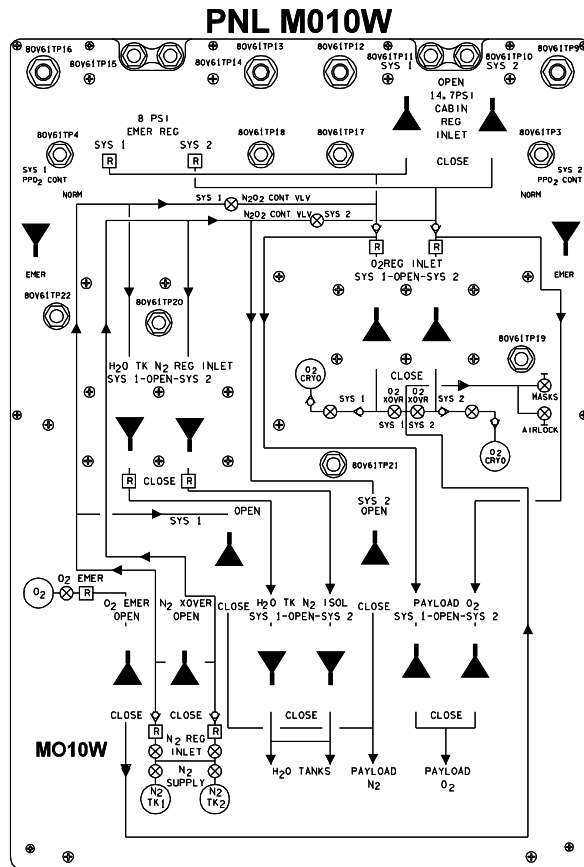 PNL M010W
80V61TP16
80V61TP15
80V61TP14
80V61TP13
80V61TP12
80V61TP11
SYS 1
80V61TP10
SYS 2
80V61TP9
OPEN
14.7PSI
CABIN
REG
INLET
CLOSE
8 PSI
EMER REG
SYS 1
SYS 2
R
R
80V61TP4
SYS 1
PPO2 CONT
NORM
EMER
80V61TP18
80V61TP17
80V61TP3
SYS 2
PPO2 CONT
NORM
EMER
SYS 1
N2O2 CONT VLV
N2O2 CONT VLV
SYS 2
R
R
O2REG INLET
SYS 1-OPEN-SYS 2
CLOSE
80V61TP22
80V61TP20
80V61TP19
H2O TK N2 REG INLET
SYS 1-OPEN-SYS 2
R
CLOSE
R
O2
CRYO
SYS 1
O2
XOVR
O2
XOVR
SYS 2
SYS 1
SYS 2
MASKS
AIRLOCK
O2
CRYO
80V61TP21
SYS 1
OPEN
SYS 2
OPEN
O2
O2 EMER
R
O2 EMER
OPEN
N2 XOVER
OPEN
CLOSE
H2O TK N2 ISOL
SYS 1-OPEN-SYS 2
CLOSE
PAYLOAD O2
SYS 1-OPEN-SYS 2
CLOSE
CLOSE
CLOSE
CLOSE
MO10W
R
N2 REG
INLET
R
N2
SUPPLY
N2
TK1
N2
TK2
H2O TANKS
PAYLOAD
N2
PAYLOAD
O2